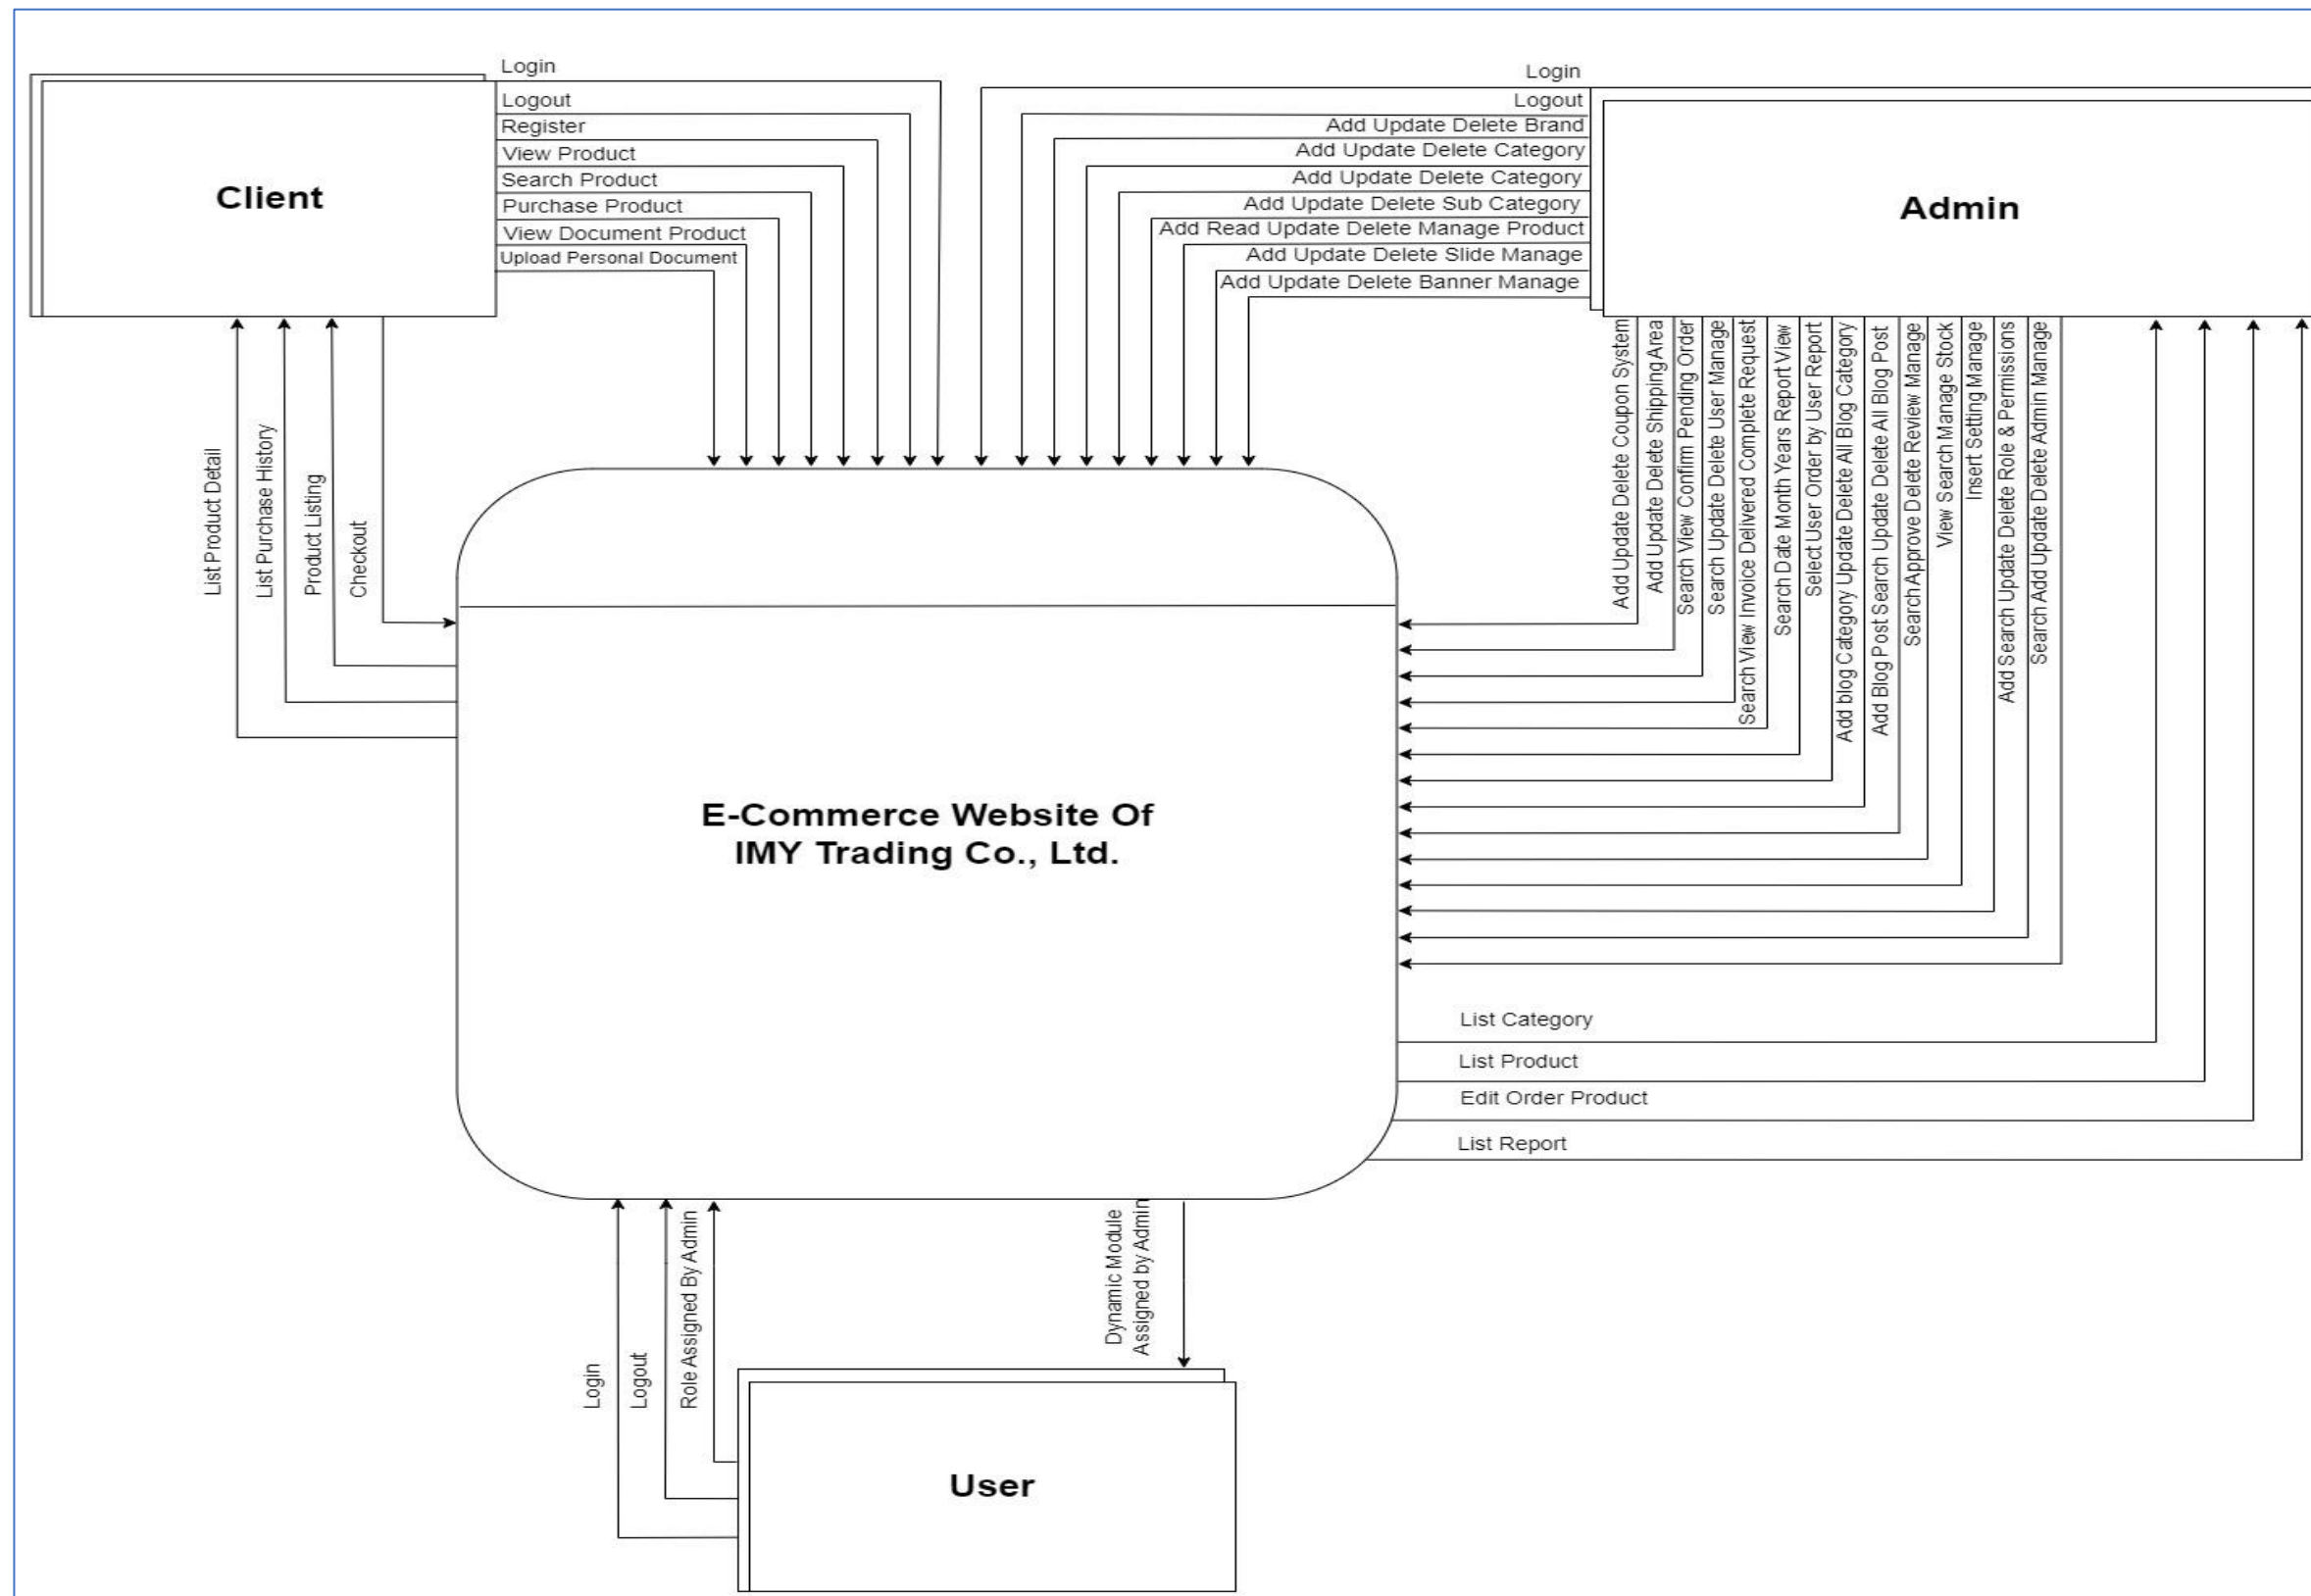 Login
Logout
Register
View Product
Search Product
Purchase Product
View Document Product
Upload Personal Document
Client
Login
Logout
Add Update Delete Brand
Add Update Delete Category
Add Update Delete Category
Add Update Delete Sub Category
Add Read Update Delete Manage Product
Add Update Delete Slide Manage
Add Update Delete Banner Manage
Admin
List Product Detail
List Purchase History
Product Listing
Checkout
Add Update Delete Coupon System
Add Update Delete Shipping Area
Search View Confirm Pending Order
Search Update Delete User Manage
Search View Invoice Delivered Complete Request
Search Date Month Years Report View
Select User Order by User Report
Add blog Category Update Delete All Blog Category
Add Blog Post Search Update Delete All Blog Post
Search Approve Delete Review Manage
View Search Manage Stock
Insert Setting Manage
Add Search Update Delete Role & Permissions
Search Add Update Delete Admin Manage
E-Commerce Website Of
IMY Trading Co., Ltd.
List Category
List Product
Edit Order Product
List Report
Login
Logout
Role Assigned By Admin
Dynamic Module
Assigned by Admin
User